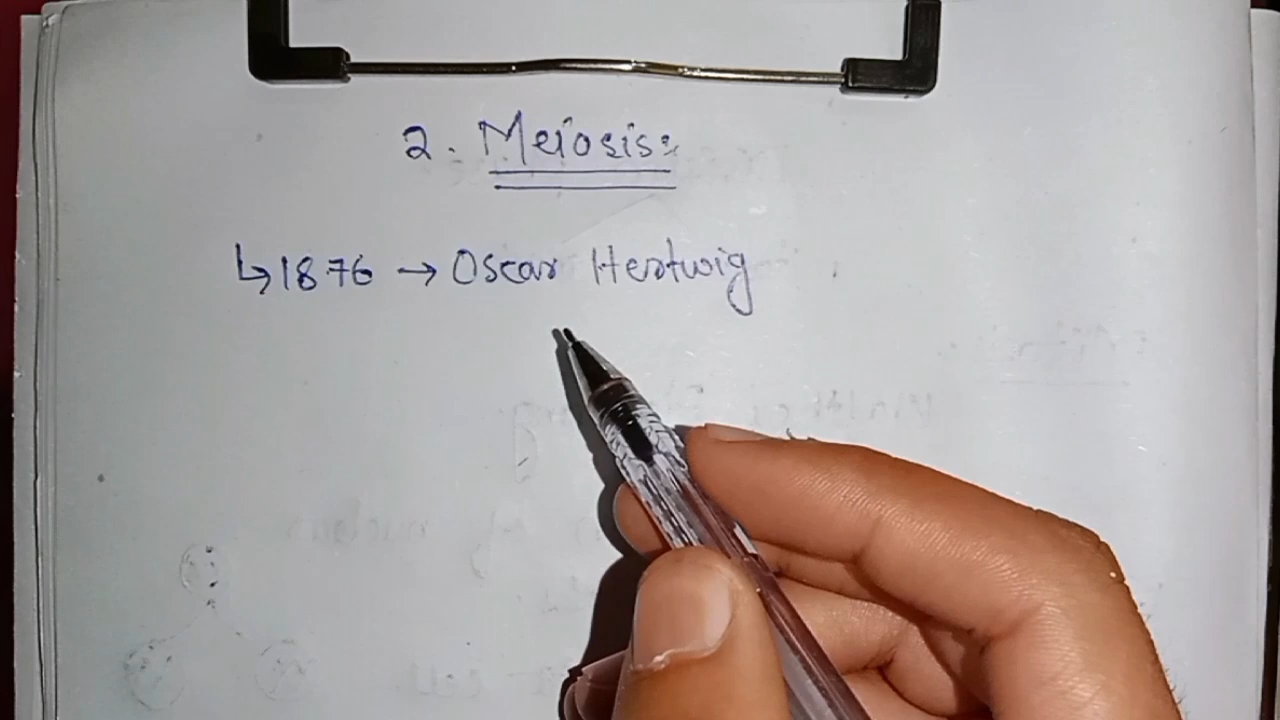 2. Meiosis:
↳ 1876 → Oscar Hertwig